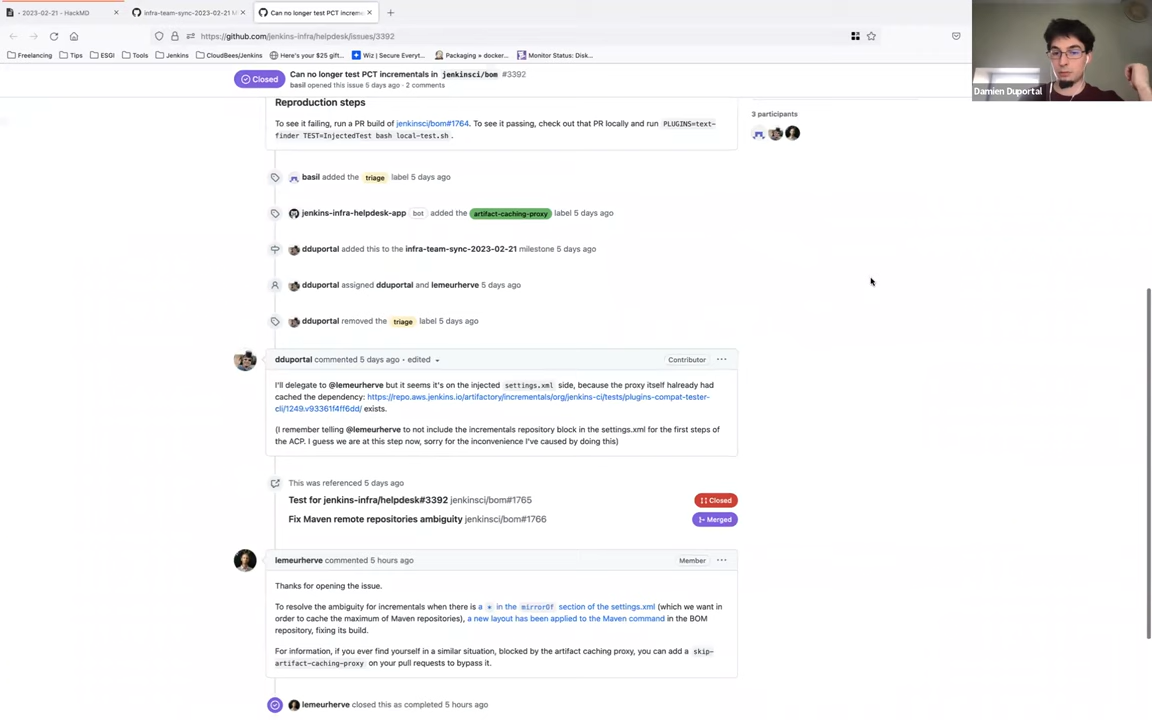 - 2023-02-21 - HackMD
infra-team-sync-2023-02-21
Can no longer test PCT increm
https://github.com/jenkins-infra/helpdesk/issues/3392
Freelancing
Tips
ESGI
Tools
Jenkins
CloudBees/Jenkins
Here's your $25 gift...
Wiz | Secure Everyt...
Packaging + docker...
Monitor Status: Disk...
Damien Duportal
Closed
Can no longer test PCT incrementals in jenkinsci/bom #3392
basil opened this issue 5 days ago · 2 comments
Reproduction steps
3 participants
To see it failing, run a PR build of jenkinsci/bom#1764. To see it passing, check out that PR locally and run PLUGINS=text-
finder TEST=InjectedTest bash local-test.sh.
basil added the triage label 5 days ago
jenkins-infra-helpdesk-app bot added the artifact-caching-proxy label 5 days ago
dduportal added this to the infra-team-sync-2023-02-21 milestone 5 days ago
dduportal assigned dduportal and lemeurherve 5 days ago
dduportal removed the triage label 5 days ago
dduportal commented 5 days ago · edited
Contributor
I'll delegate to @lemeurherve but it seems it's on the injected settings.xml side, because the proxy itself halready had
cached the dependency: https://repo.aws.jenkins.io/artifactory/incrementals/org/jenkins-ci/tests/plugins-compat-tester-
cli/1249.v93361f4ff6dd/ exists.
(I remember telling @lemeurherve to not include the incrementals repository block in the settings.xml for the first steps of
the ACP. I guess we are at this step now, sorry for the inconvenience I've caused by doing this)
This was referenced 5 days ago
Test for jenkins-infra/helpdesk#3392 jenkinsci/bom#1765
Closed
Fix Maven remote repositories ambiguity jenkinsci/bom#1766
Merged
lemeurherve commented 5 hours ago
Member
Thanks for opening the issue.
To resolve the ambiguity for incrementals when there is a * in the mirrorOf section of the settings.xml (which we want in
order to cache the maximum of Maven repositories), a new layout has been applied to the Maven command in the BOM
repository, fixing its build.
For information, if you ever find yourself in a similar situation, blocked by the artifact caching proxy, you can add a skip-
artifact-caching-proxy on your pull requests to bypass it.
lemeurherve closed this as completed 5 hours ago